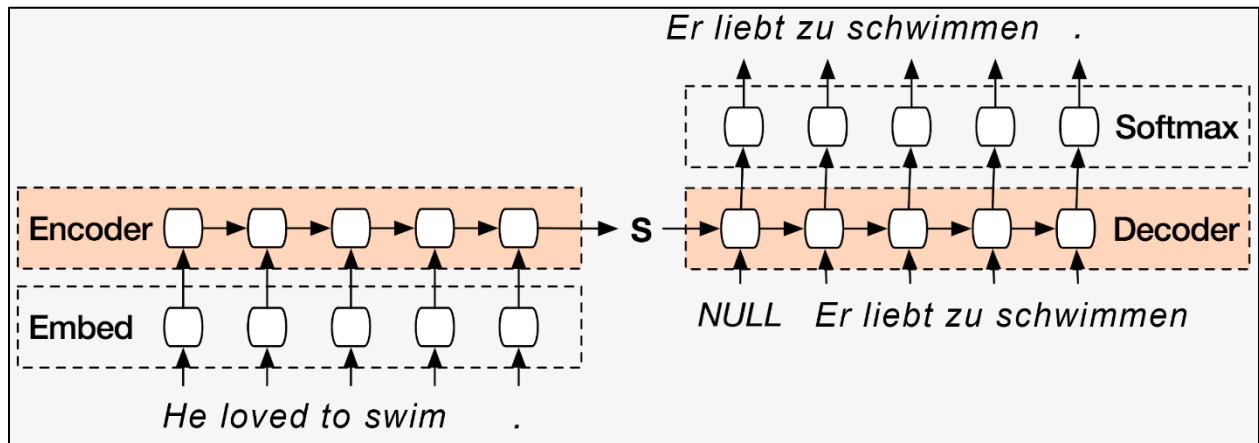 Er liebt zu schwimmen .
Softmax
Encoder
S
Decoder
NULL Er liebt zu schwimmen
Embed
He loved to swim .